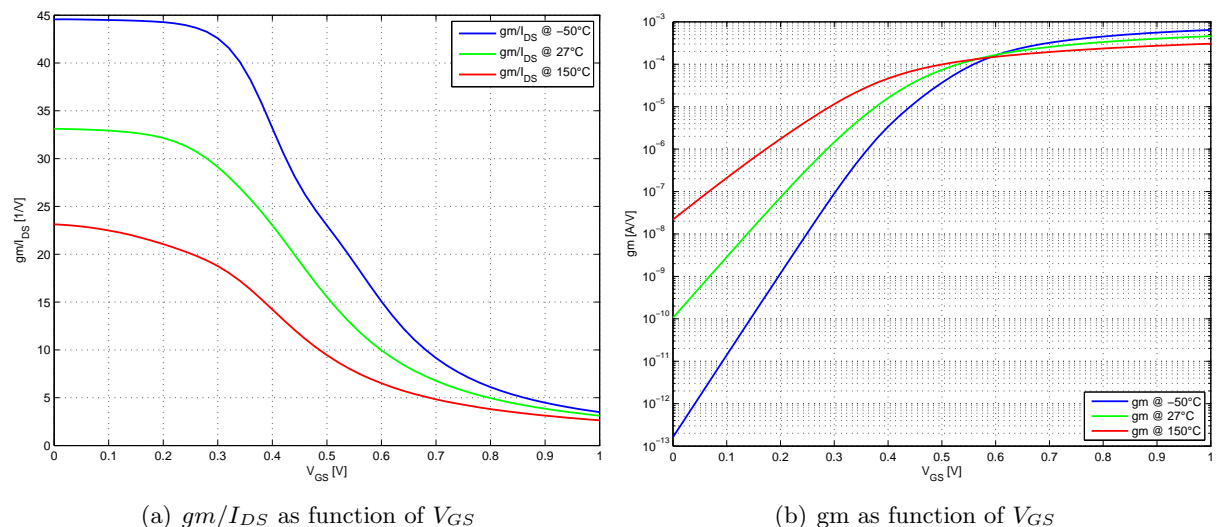 45
40
35
30
25
20
15
10
5
0
gm/I_DS [1/V]
gm/I_DS @ −50°C
gm/I_DS @ 27°C
gm/I_DS @ 150°C
0 0.1 0.2 0.3 0.4 0.5 0.6 0.7 0.8 0.9 1
V_GS [V]
(a) gm/I_DS as function of V_GS
10^−3
10^−4
10^−5
10^−6
10^−7
10^−8
10^−9
10^−10
10^−11
10^−12
10^−13
gm [A/V]
gm @ −50°C
gm @ 27°C
gm @ 150°C
0 0.1 0.2 0.3 0.4 0.5 0.6 0.7 0.8 0.9 1
V_GS [V]
(b) gm as function of V_GS